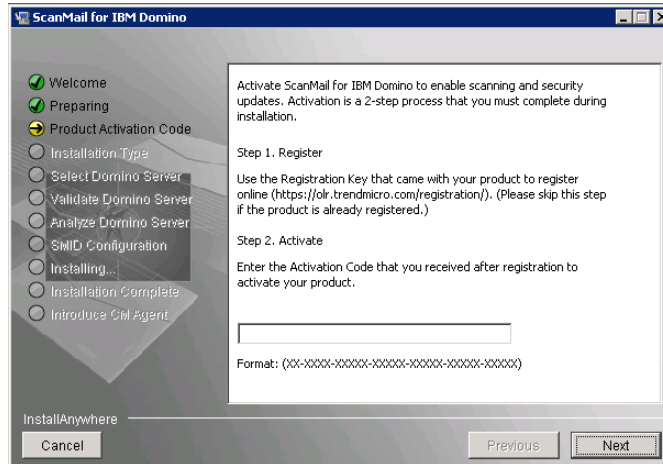 ScanMail for IBM Domino
Welcome
Preparing
Product Activation Code
Installation Type
Select Domino Server
Validate Domino Server
Analyze Domino Server
SMID Configuration
Installing...
Installation Complete
Introduce CM Agent
Activate ScanMail for IBM Domino to enable scanning and security
updates. Activation is a 2-step process that you must complete during
installation.
Step 1. Register
Use the Registration Key that came with your product to register
online (https://olr.trendmicro.com/registration/). (Please skip this step
if the product is already registered.)
Step 2. Activate
Enter the Activation Code that you received after registration to
activate your product.
Format: (XX-XXXX-XXXXX-XXXXX-XXXXX-XXXXX-XXXXX)
InstallAnywhere
Cancel
Previous
Next